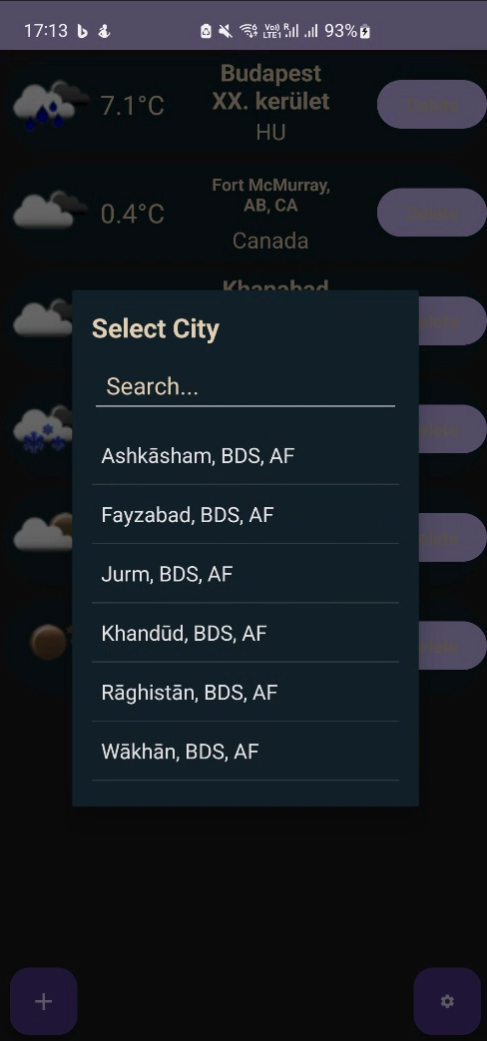 17:13
Vo)) R
LTE1
93%
Budapest
7.1°C
XX. kerület
HU
Fort McMurray,
0.4°C
AB, CA
Canada
Khanabad
Select City
Search...
Ashkāsham, BDS, AF
Fayzabad, BDS, AF
Jurm, BDS, AF
Khandūd, BDS, AF
Rāghistān, BDS, AF
Wākhān, BDS, AF